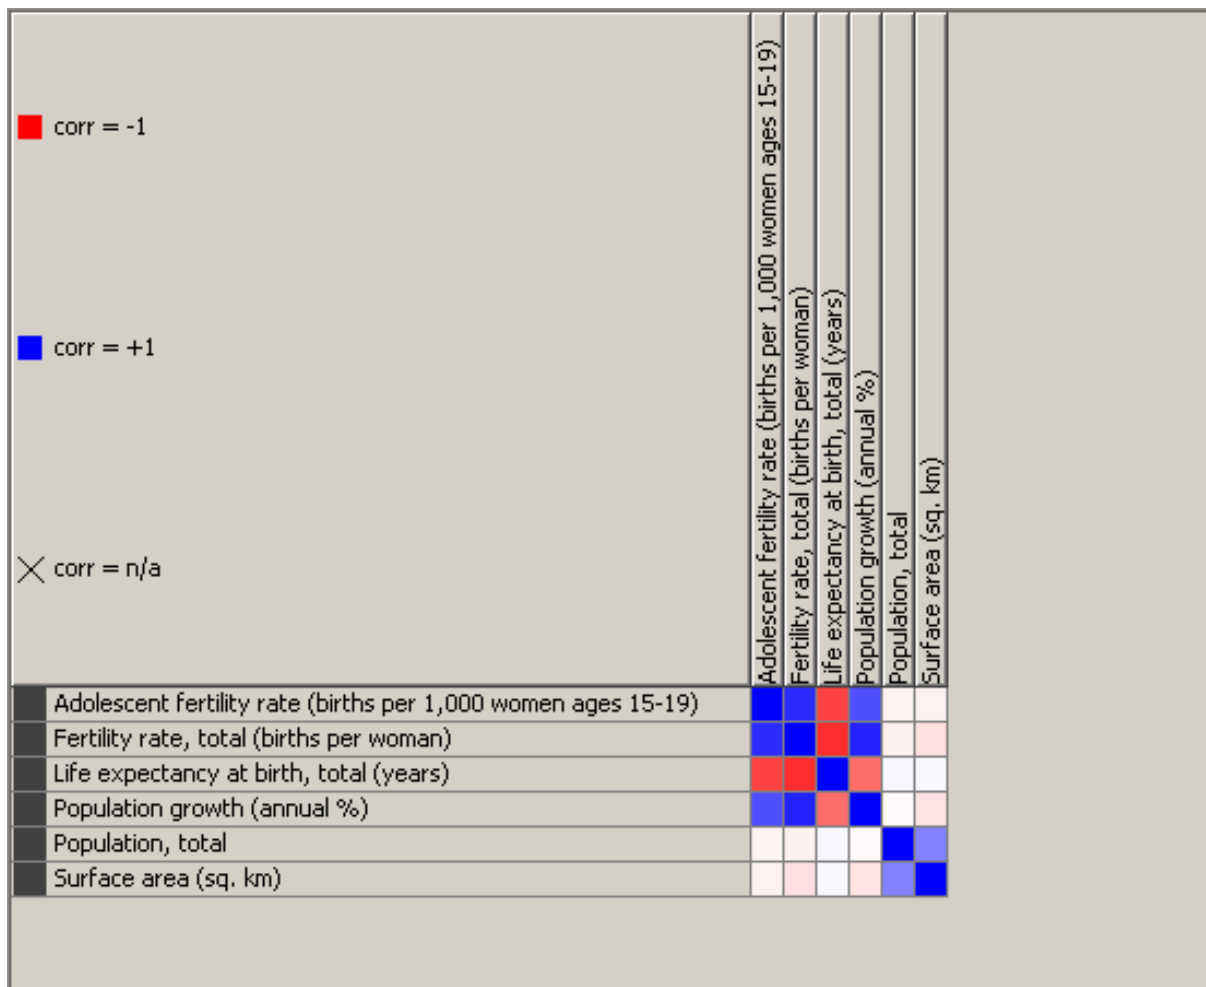 corr = -1
corr = +1
corr = n/a
Adolescent fertility rate (births per 1,000 women ages 15-19)
Fertility rate, total (births per woman)
Life expectancy at birth, total (years)
Population growth (annual %)
Population, total
Surface area (sq. km)
Adolescent fertility rate (births per 1,000 women ages 15-19)
Fertility rate, total (births per woman)
Life expectancy at birth, total (years)
Population growth (annual %)
Population, total
Surface area (sq. km)